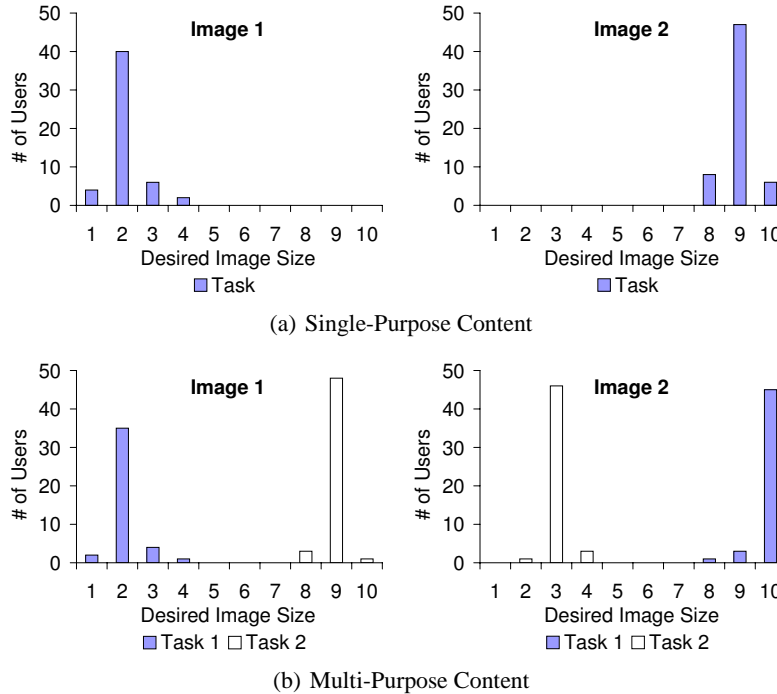 Image 1
50
40
30
20
10
0
# of Users
1 2 3 4 5 6 7 8 9 10
Desired Image Size
Task
Image 2
50
40
30
20
10
0
# of Users
1 2 3 4 5 6 7 8 9 10
Desired Image Size
Task
(a) Single-Purpose Content
Image 1
50
40
30
20
10
0
# of Users
1 2 3 4 5 6 7 8 9 10
Desired Image Size
Task 1 Task 2
Image 2
50
40
30
20
10
0
# of Users
1 2 3 4 5 6 7 8 9 10
Desired Image Size
Task 1 Task 2
(b) Multi-Purpose Content